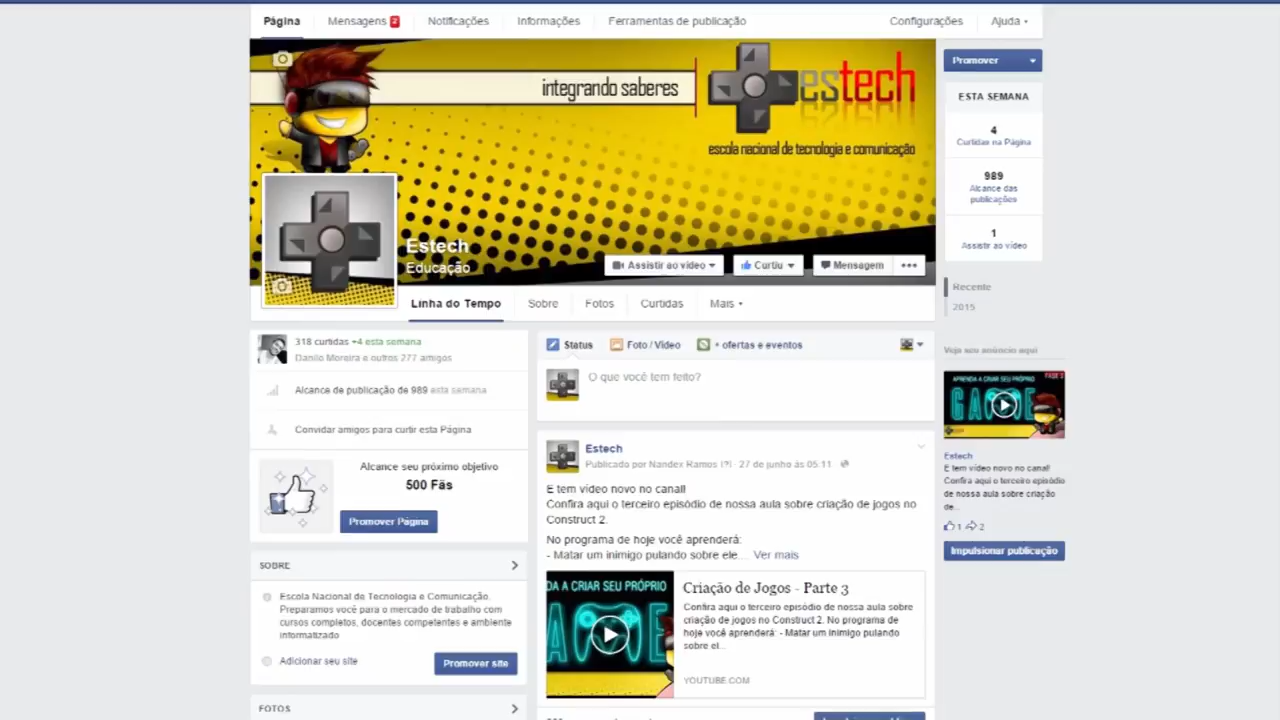 Página
Mensagens 2
Notificações
Informações
Ferramentas de publicação
Configurações
Ajuda
integrando saberes
estech
escola nacional de tecnologia e comunicação
Estech
Educação
Assistir ao vídeo
Curtiu
Mensagem
Linha do Tempo
Sobre
Fotos
Curtidas
Mais
Promover
ESTA SEMANA
4
Curtidas na Página
989
Alcance das
publicações
1
Assistir ao vídeo
Recente
2015
318 curtidas +4 esta semana
Danilo Moreira e outros 277 amigos
Alcance de publicação de 989 esta semana
Convidar amigos para curtir esta Página
Alcance seu próximo objetivo
500 Fãs
Promover Página
SOBRE
Escola Nacional de Tecnologia e Comunicação.
Preparamos você para o mercado de trabalho com
cursos completos, docentes competentes e ambiente
informatizado
Adicionar seu site
Promover site
FOTOS
Status
Foto / Vídeo
+ ofertas e eventos
O que você tem feito?
Estech
Publicado por Nandex Ramos !?! · 27 de junho às 05:11
E tem vídeo novo no canal!
Confira aqui o terceiro episódio de nossa aula sobre criação de jogos no
Construct 2.
No programa de hoje você aprenderá:
- Matar um inimigo pulando sobre ele... Ver mais
DA A CRIAR SEU PRÓPRIO
Criação de Jogos - Parte 3
Confira aqui o terceiro episódio de nossa aula sobre
criação de jogos no Construct 2. No programa de
hoje você aprenderá: - Matar um inimigo pulando
sobre el...
YOUTUBE.COM
Veja seu anúncio aqui
APRENDA A CRIAR SEU PRÓPRIO
GAME
Estech
E tem vídeo novo no canal!
Confira aqui o terceiro episódio
de nossa aula sobre criação
de...
1 2
Impulsionar publicação